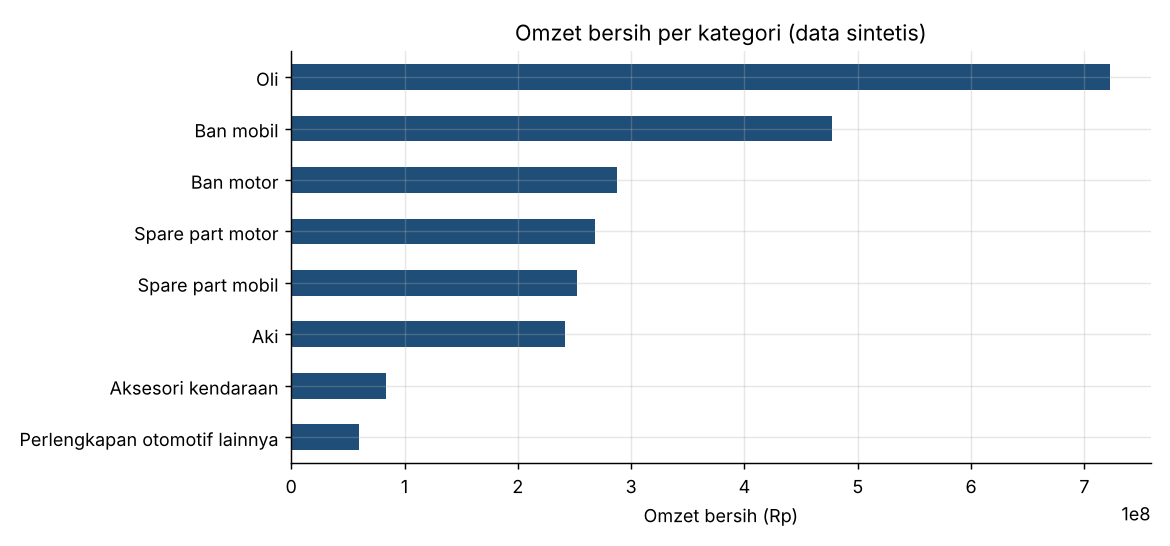 Omzet bersih per kategori (data sintetis)
Oli
Ban mobil
Ban motor
Spare part motor
Spare part mobil
Aki
Aksesori kendaraan
Perlengkapan otomotif lainnya
0 1 2 3 4 5 6 7
1e8
Omzet bersih (Rp)